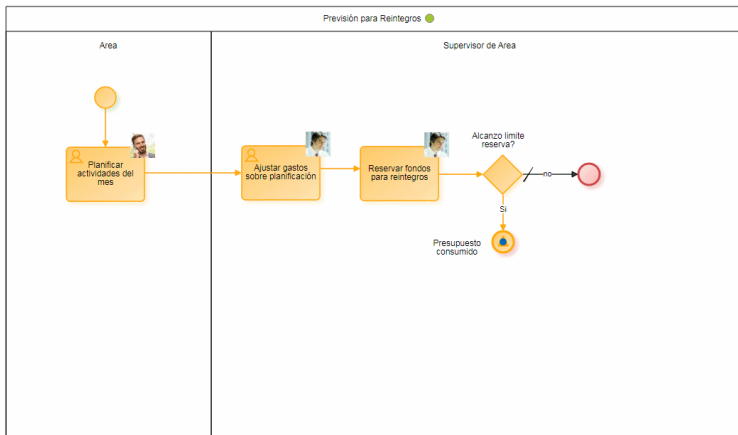 Previsión para Reintegros
Area
Supervisor de Area
Planificar
actividades del
mes
Ajustar gastos
sobre planificación
Reservar fondos
para reintegros
Alcanzo limite
reserva?
no
Si
Presupuesto
consumido